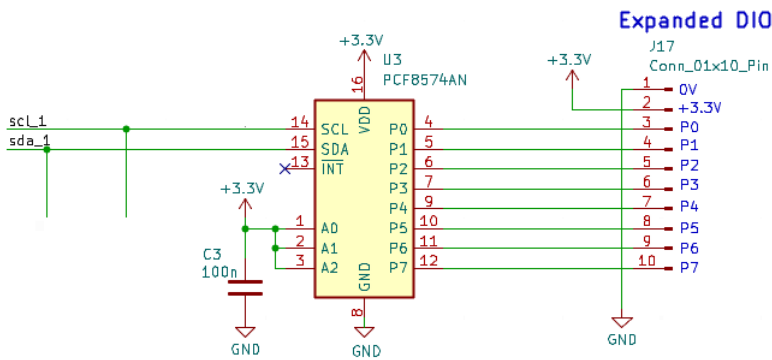 Expanded DIO
J17
Conn_01x10_Pin
+3.3V
U3
PCF8574AN
+3.3V
16
VDD
1 0V
2 +3.3V
scl_1
14 SCL
P0 4
3 P0
sda_1
15 SDA
P1 5
4 P1
13 INT
P2 6
5 P2
P3 7
6 P3
+3.3V
P4 9
7 P4
1 A0
P5 10
8 P5
2 A1
P6 11
9 P6
3 A2
P7 12
10 P7
C3
100n
GND
8
GND
GND
GND